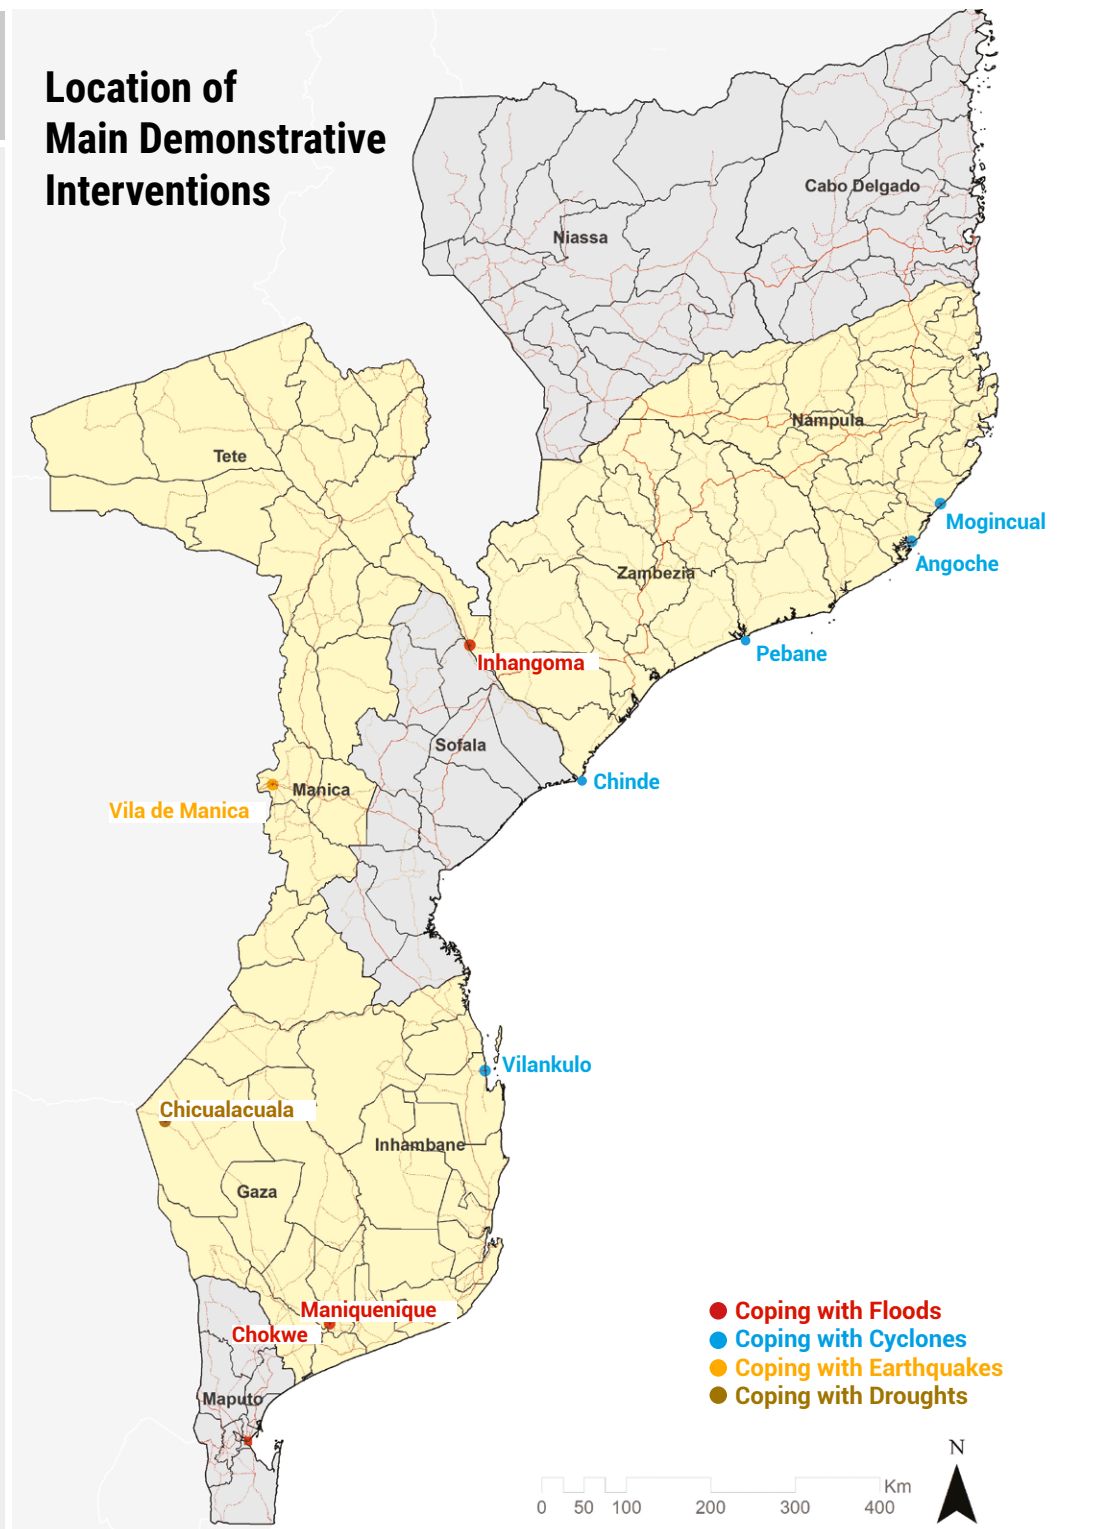 Location of
Main Demonstrative
Interventions
Cabo Delgado
Niassa
Nampula
Tete
Mogincual
Angoche
Zambezia
Pebane
Inhangoma
Sofala
Chinde
Manica
Vila de Manica
Vilankulo
Chicualacuala
Inhambane
Gaza
Maniquenique
Chokwe
Maputo
Coping with Floods
Coping with Cyclones
Coping with Earthquakes
Coping with Droughts
N
Km
0 50 100 200 300 400